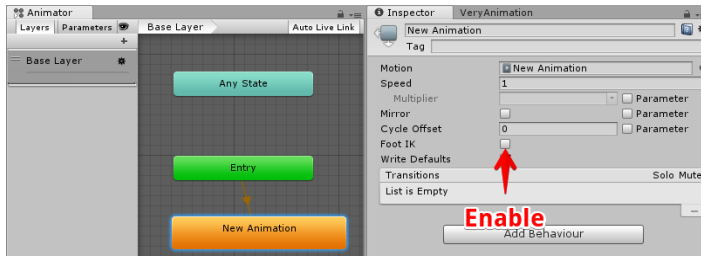 Animator
Layers Parameters
Base Layer
Auto Live Link
+
Base Layer
Any State
Entry
New Animation
Inspector VeryAnimation
New Animation
Tag
Motion New Animation
Speed 1
Multiplier Parameter
Mirror Parameter
Cycle Offset 0 Parameter
Foot IK
Write Defaults
Transitions Solo Mute
List is Empty
Enable
Add Behaviour